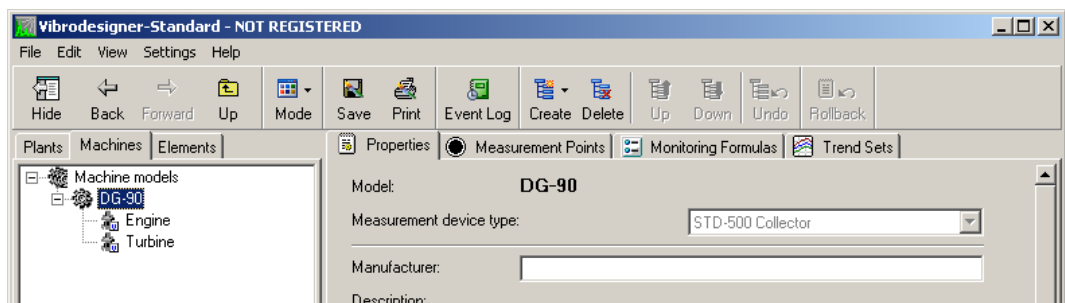 Vibrodesigner-Standard - NOT REGISTERED
File Edit View Settings Help
Hide Back Forward Up Mode Save Print Event Log Create Delete Up Down Undo Rollback
Plants Machines Elements Properties Measurement Points Monitoring Formulas Trend Sets
Machine models
DG-90
Engine
Turbine
Model: DG-90
Measurement device type: STD-500 Collector
Manufacturer:
Description: